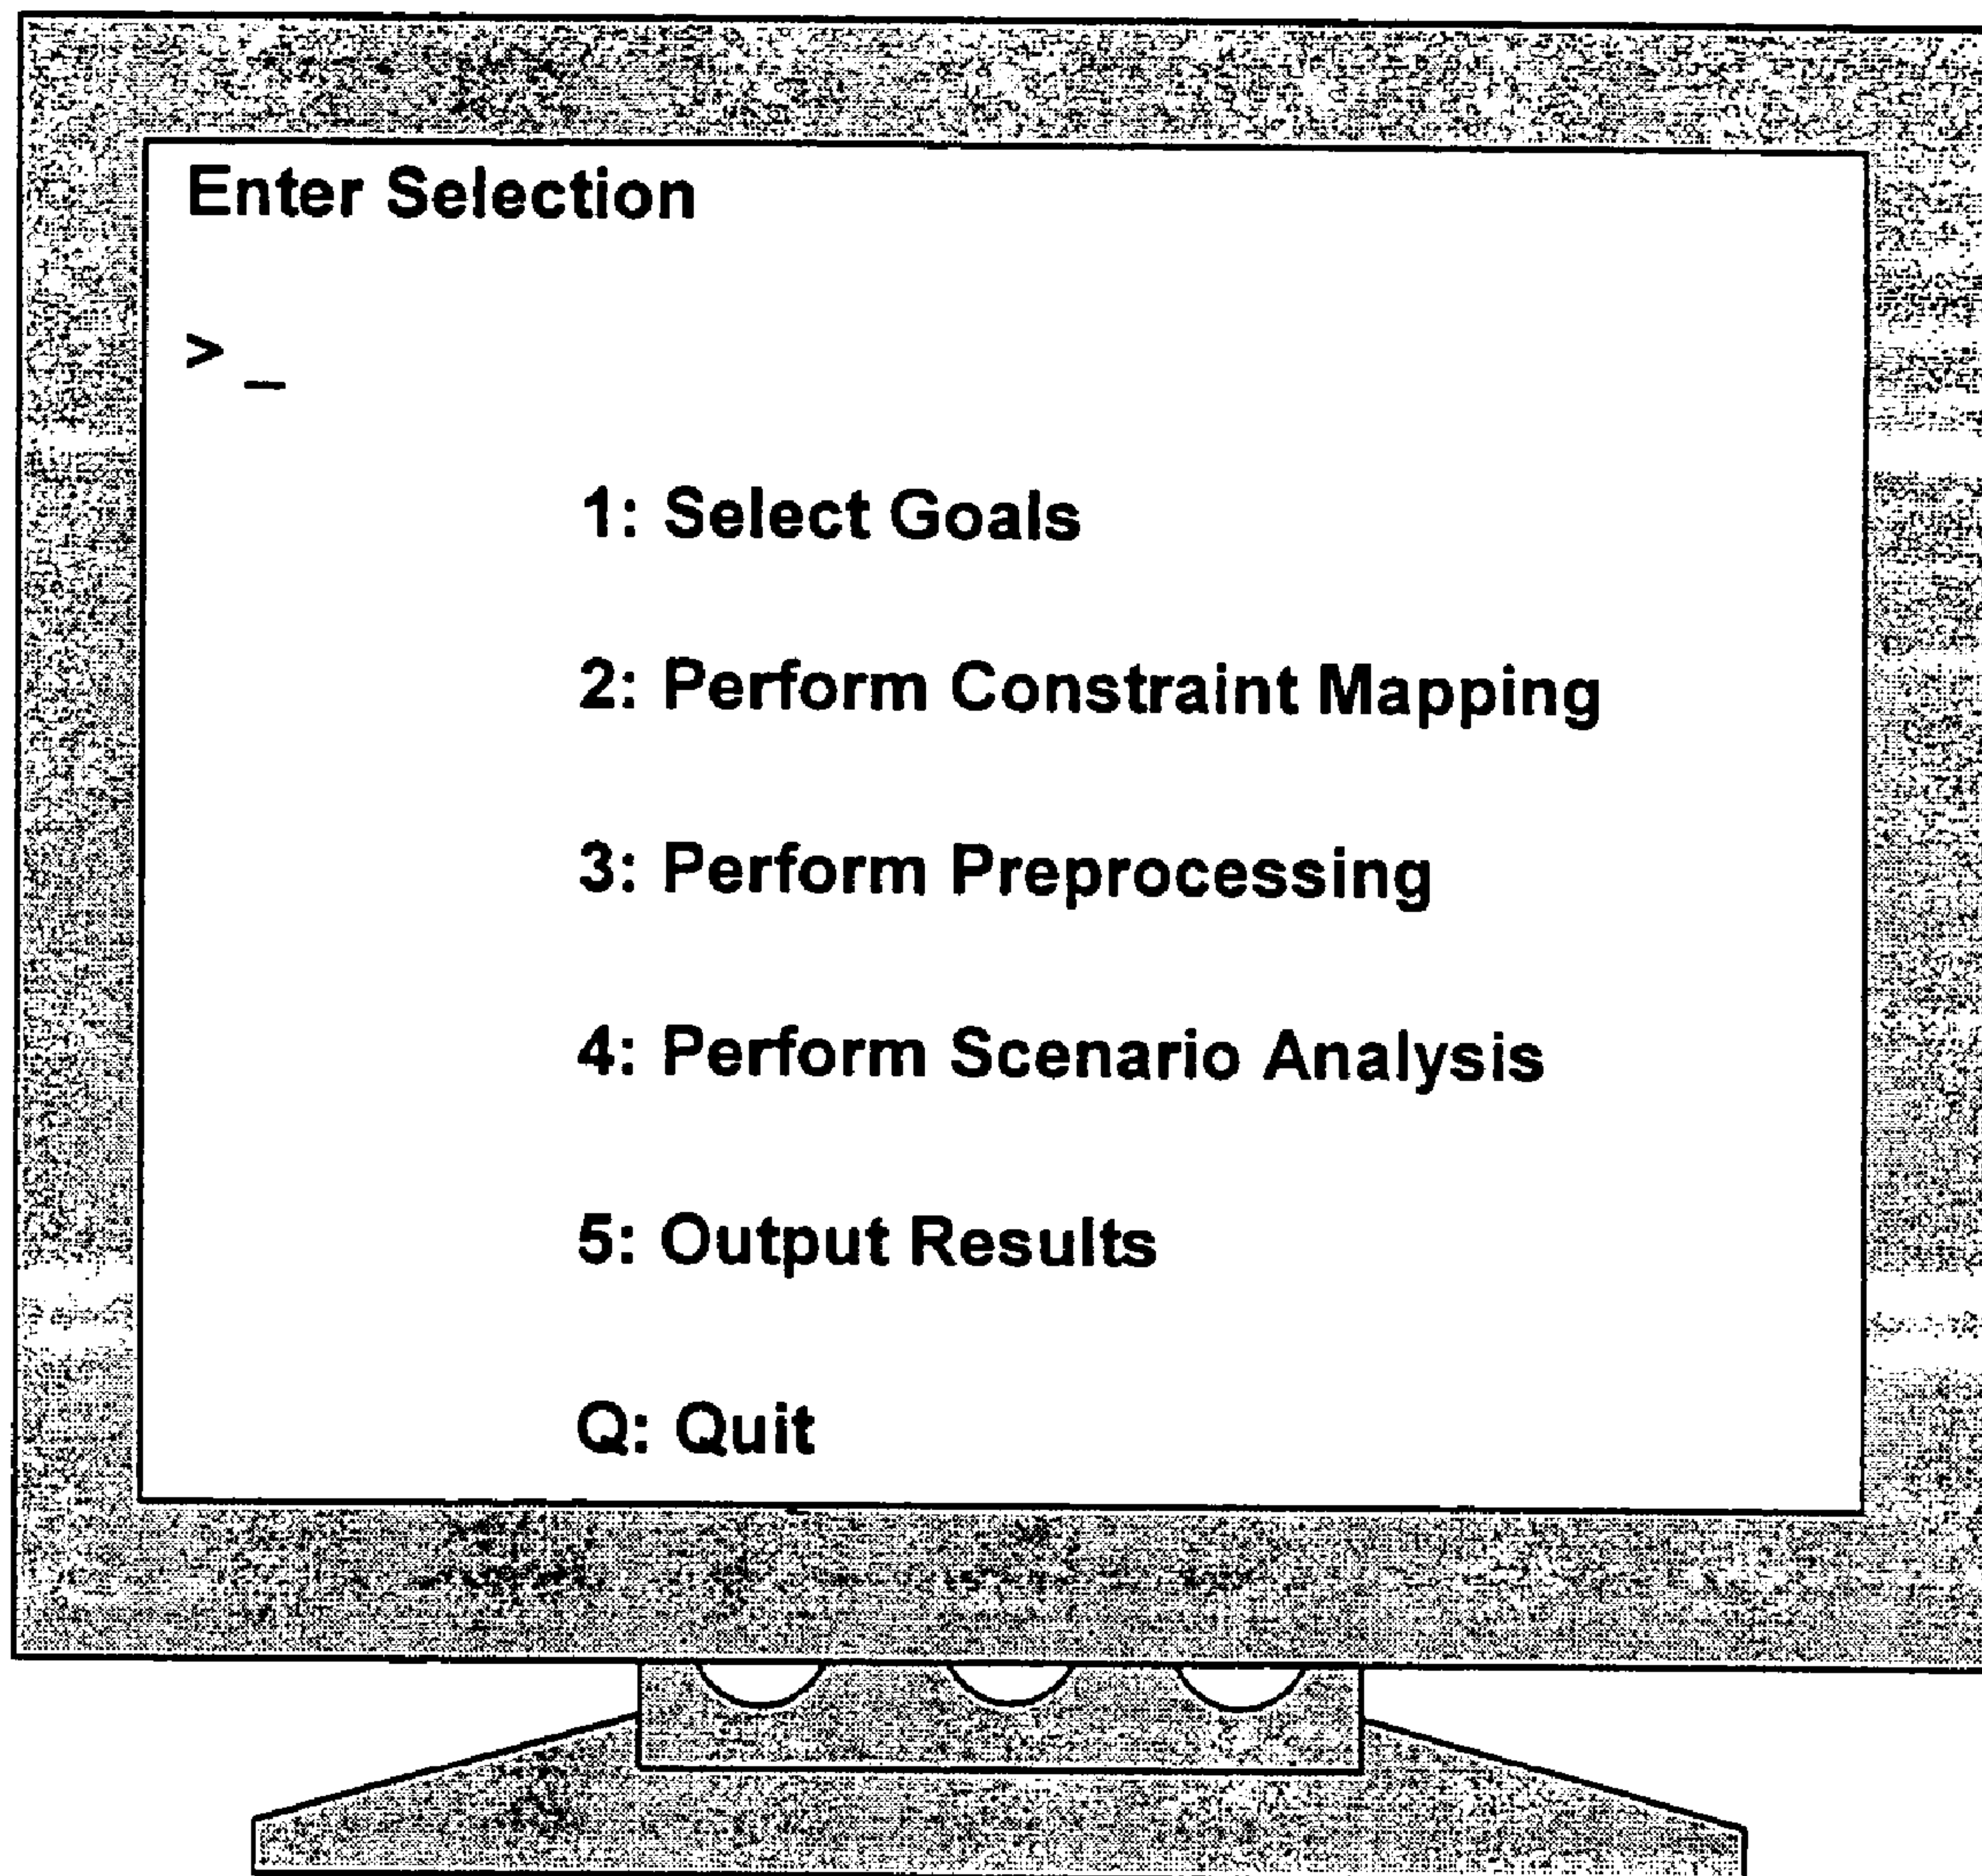 Enter Selection
> _
1: Select Goals
2: Perform Constraint Mapping
3: Perform Preprocessing
4: Perform Scenario Analysis
5: Output Results
Q: Quit